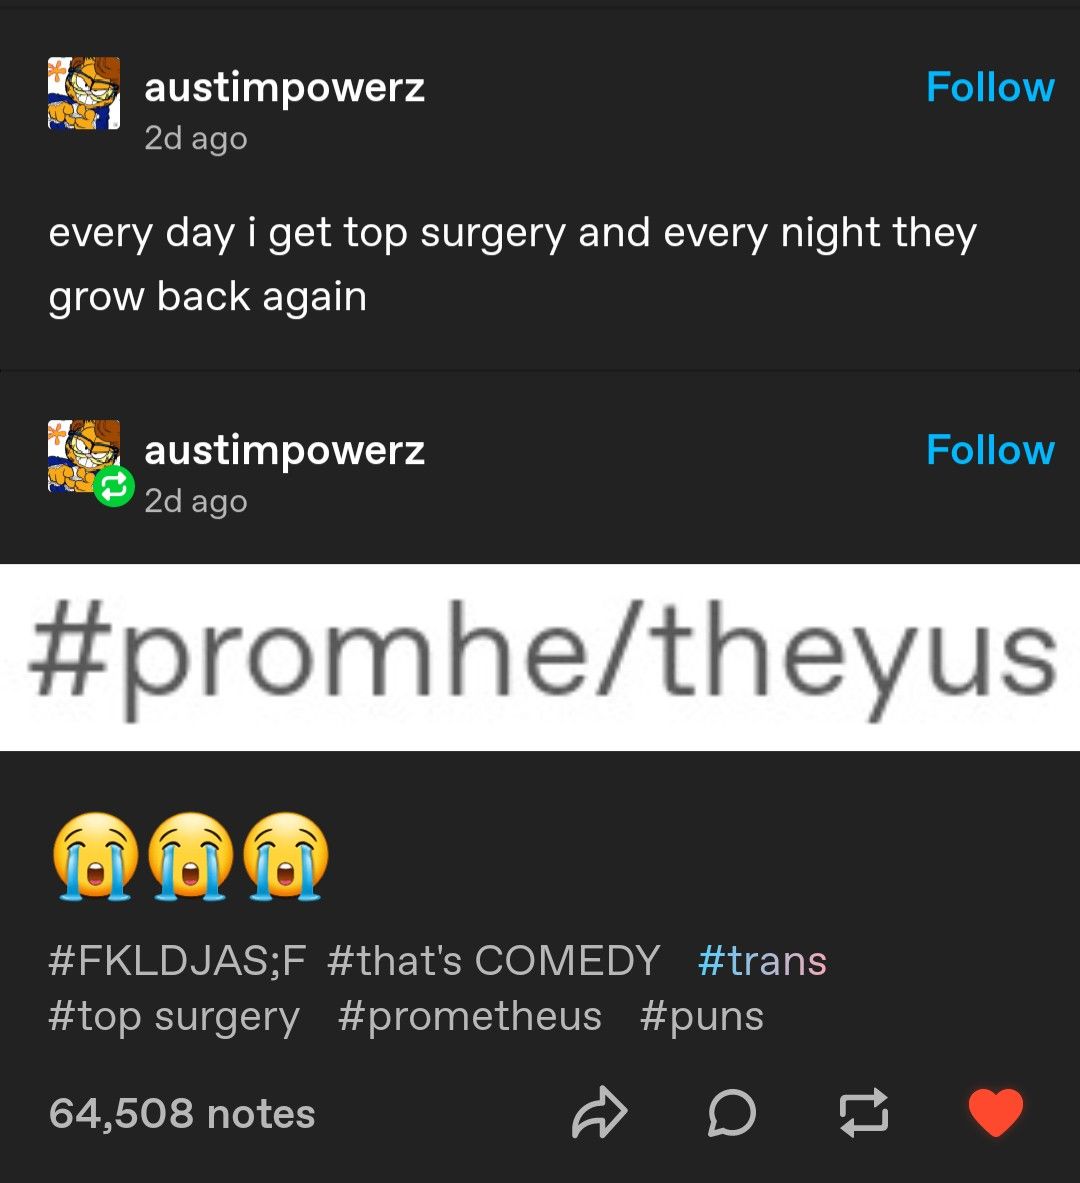 austimpowerz
Follow
2d ago
every day i get top surgery and every night they
grow back again
austimpowerz
Follow
2d ago
#promhe/theyus
😭😭😭
#FKLDJAS;F #that's COMEDY #trans
#top surgery #prometheus #puns
64,508 notes